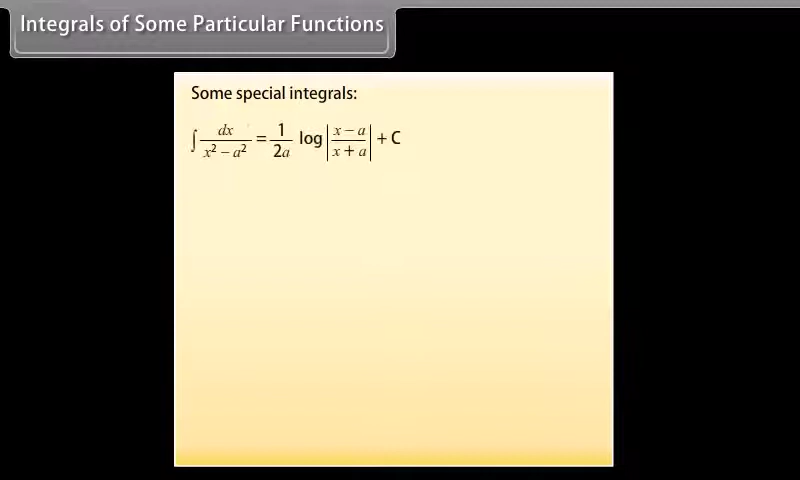 Integrals of Some Particular Functions
Some special integrals:
∫ dx/(x² – a²) = 1/(2a) log |(x – a)/(x + a)| + C